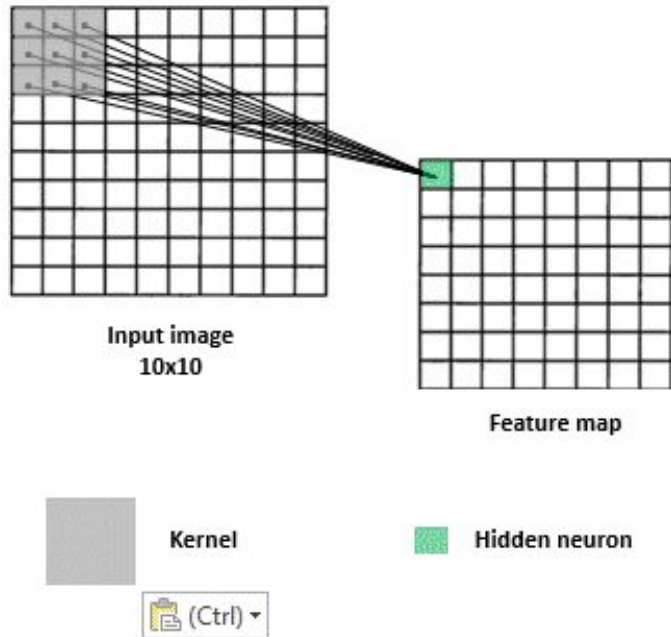 Input image
10x10
Feature map
Kernel
Hidden neuron
(Ctrl)